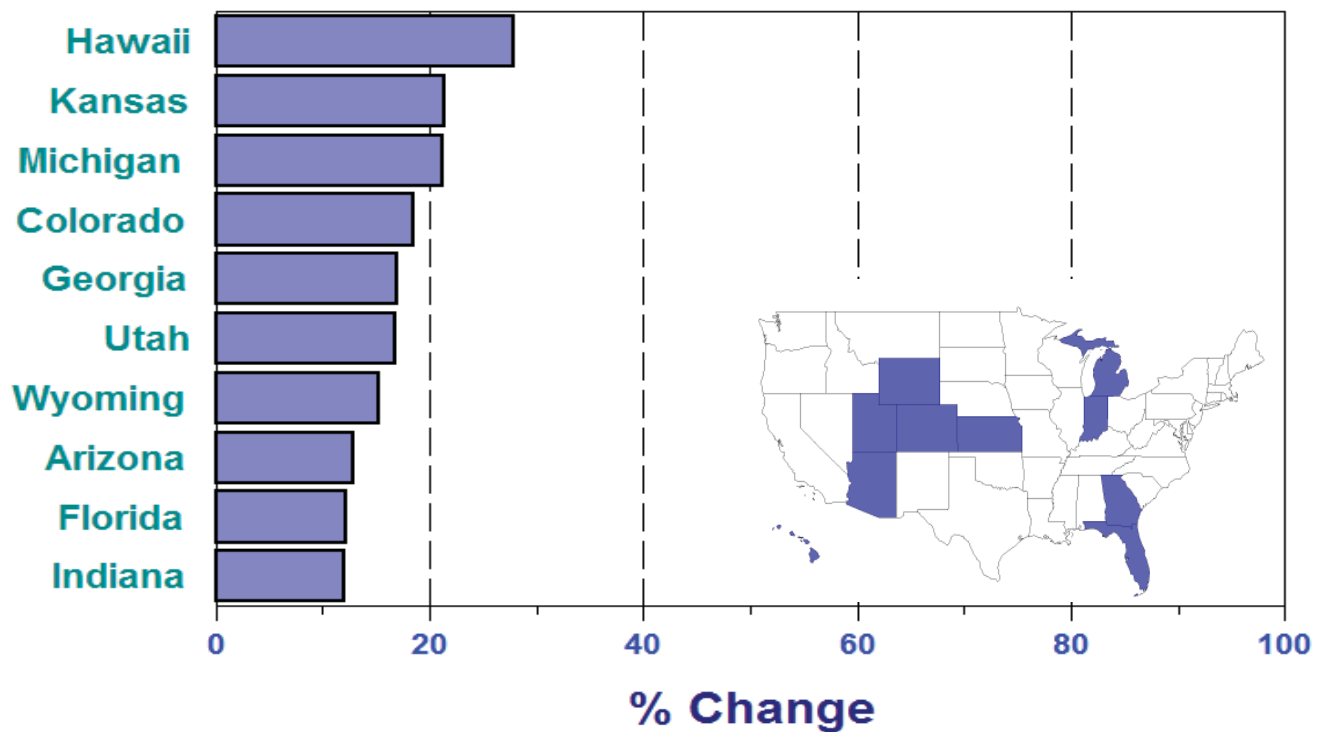 Hawaii
Kansas
Michigan
Colorado
Georgia
Utah
Wyoming
Arizona
Florida
Indiana
0 20 40 60 80 100
% Change